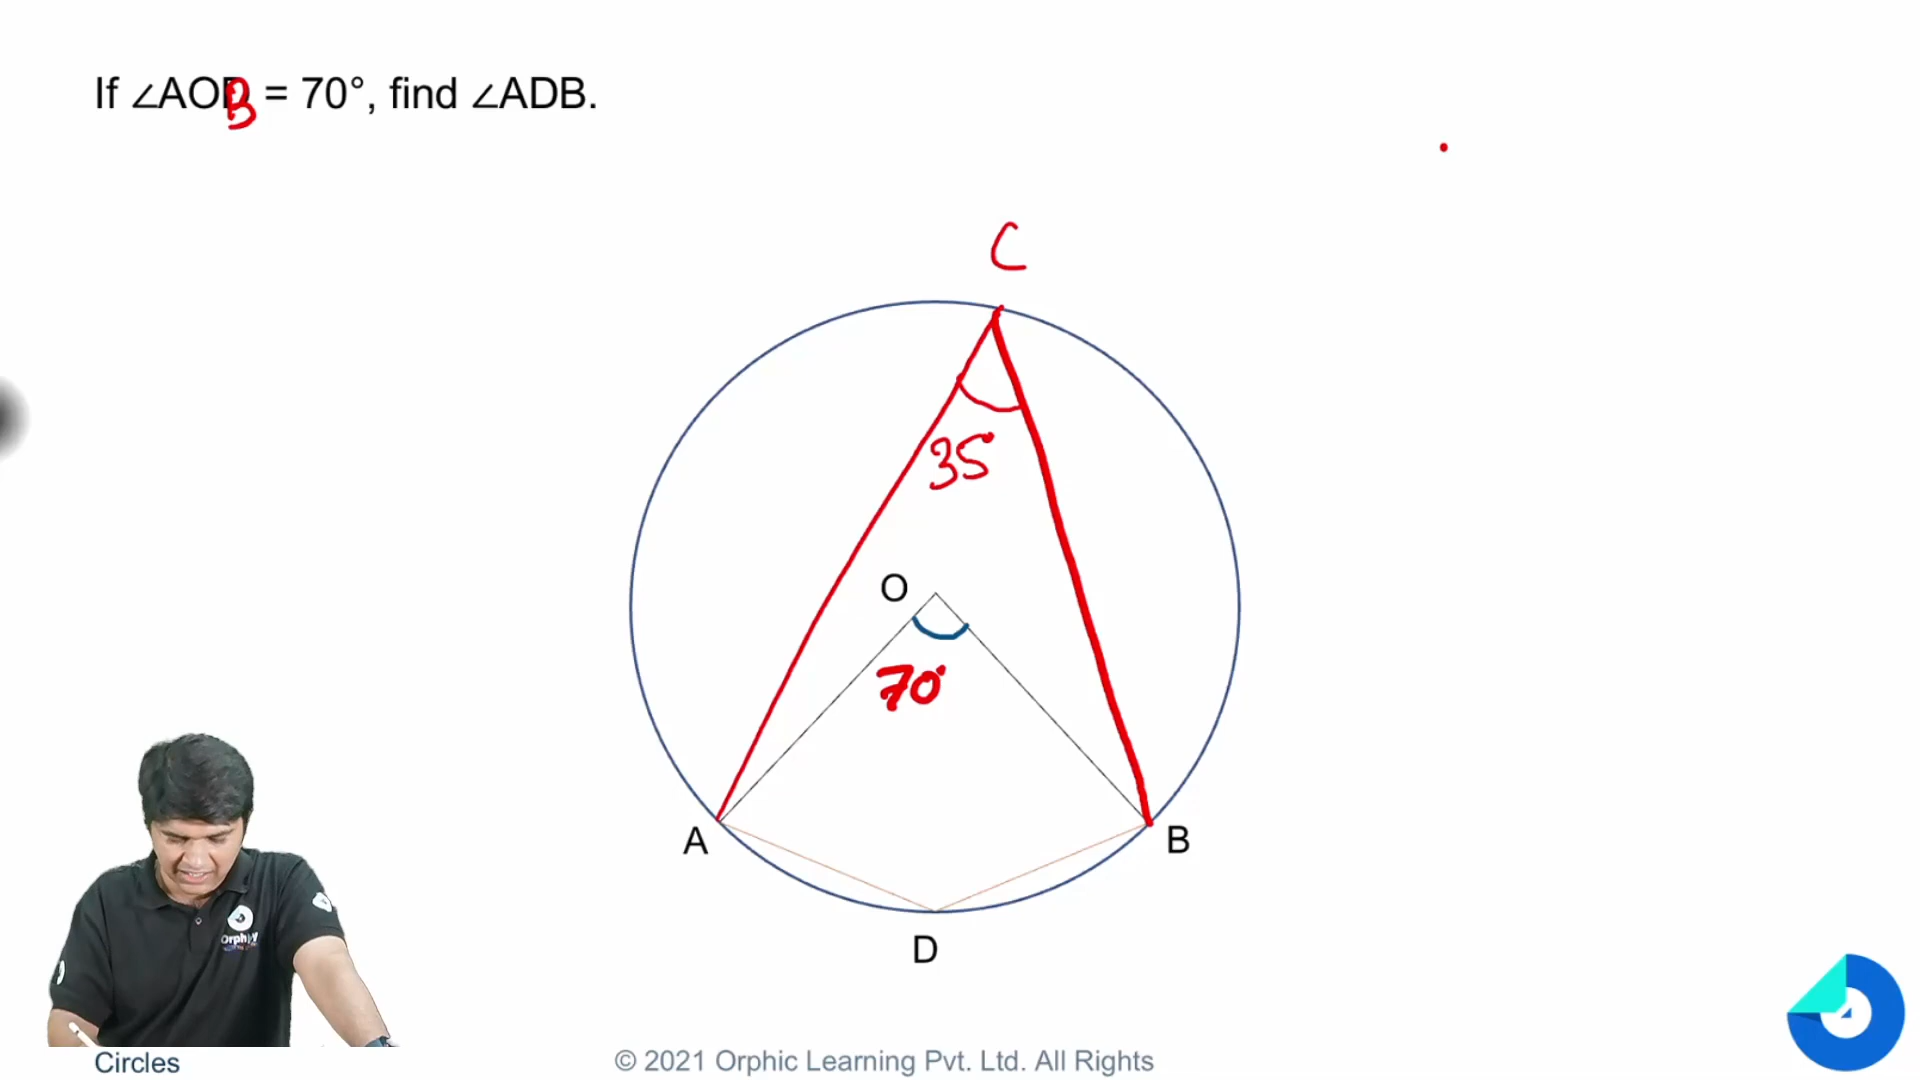 If ∠AOB = 70°, find ∠ADB.
C
35°
O
70°
A
B
D
Circles
© 2021 Orphic Learning Pvt. Ltd. All Rights